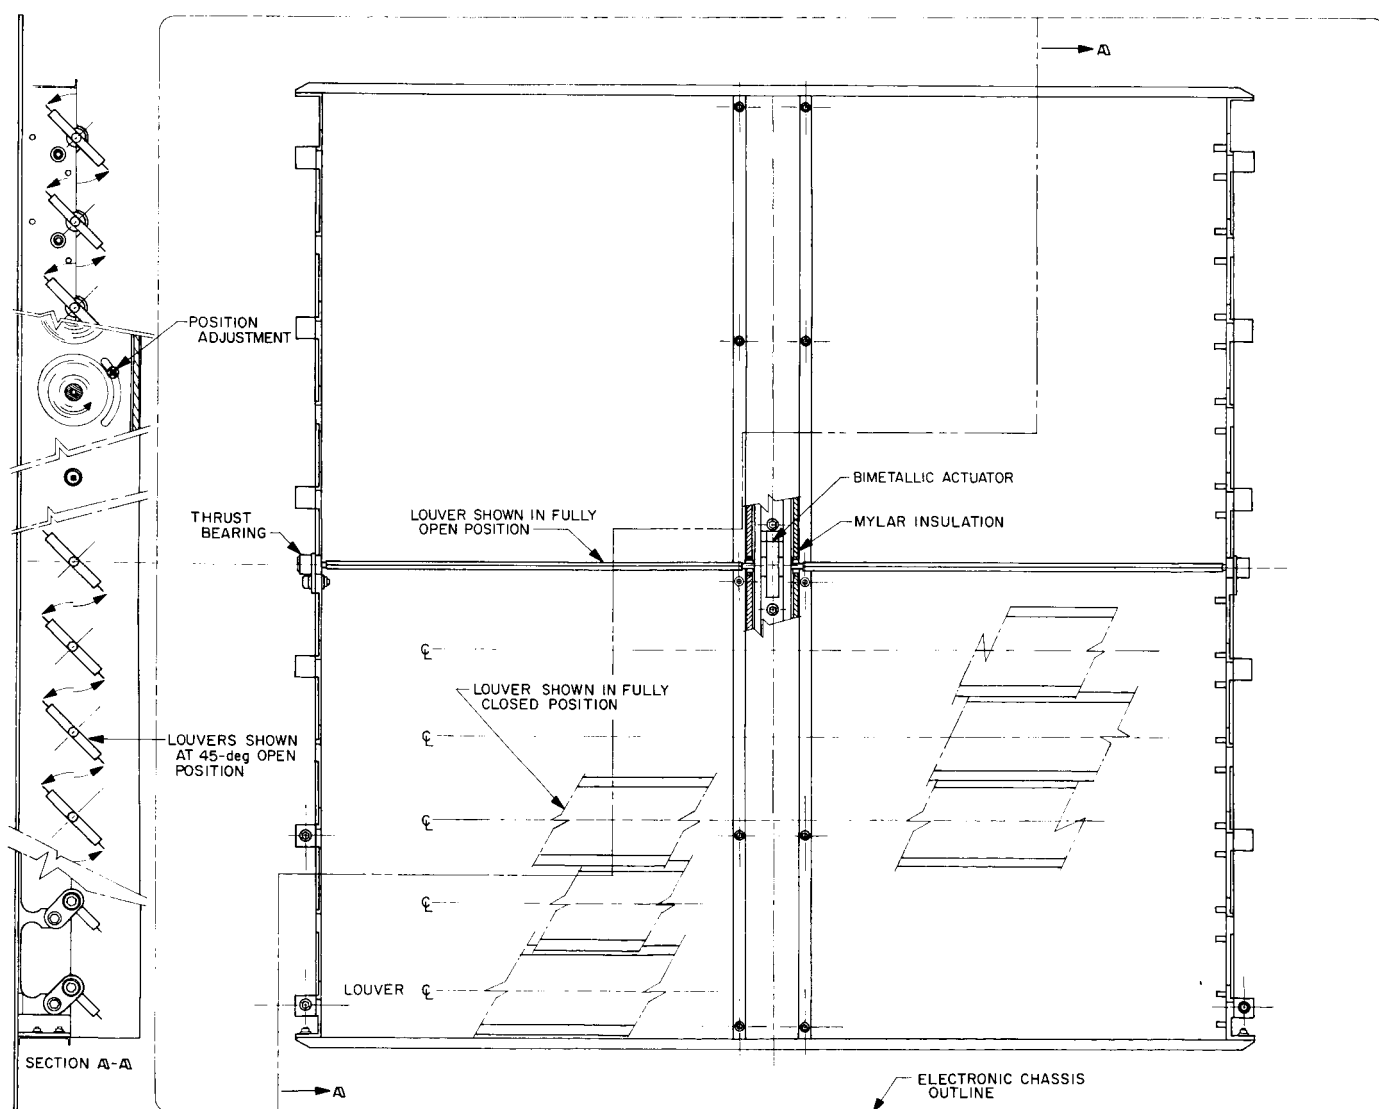 A
POSITION
ADJUSTMENT
BIMETALLIC ACTUATOR
THRUST
BEARING
LOUVER SHOWN IN FULLY
OPEN POSITION
MYLAR INSULATION
℄
LOUVER SHOWN IN FULLY
CLOSED POSITION
℄
LOUVERS SHOWN
AT 45-deg OPEN
POSITION
℄
℄
LOUVER ℄
SECTION A-A
A
ELECTRONIC CHASSIS
OUTLINE